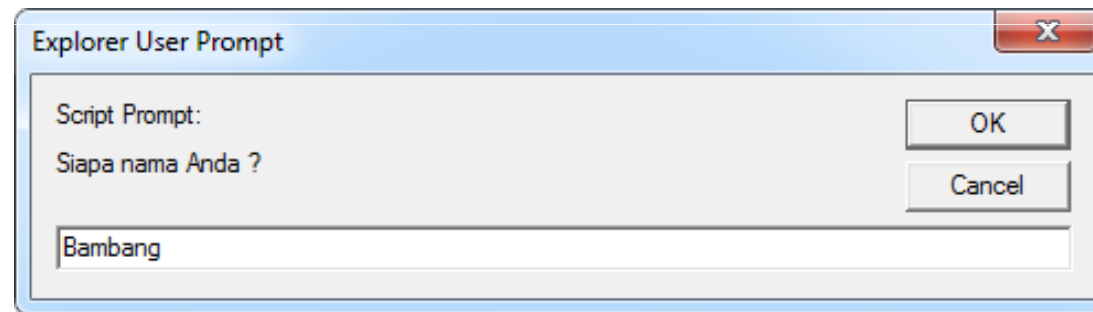 Explorer User Prompt
Script Prompt:
OK
Siapa nama Anda ?
Cancel
Bambang